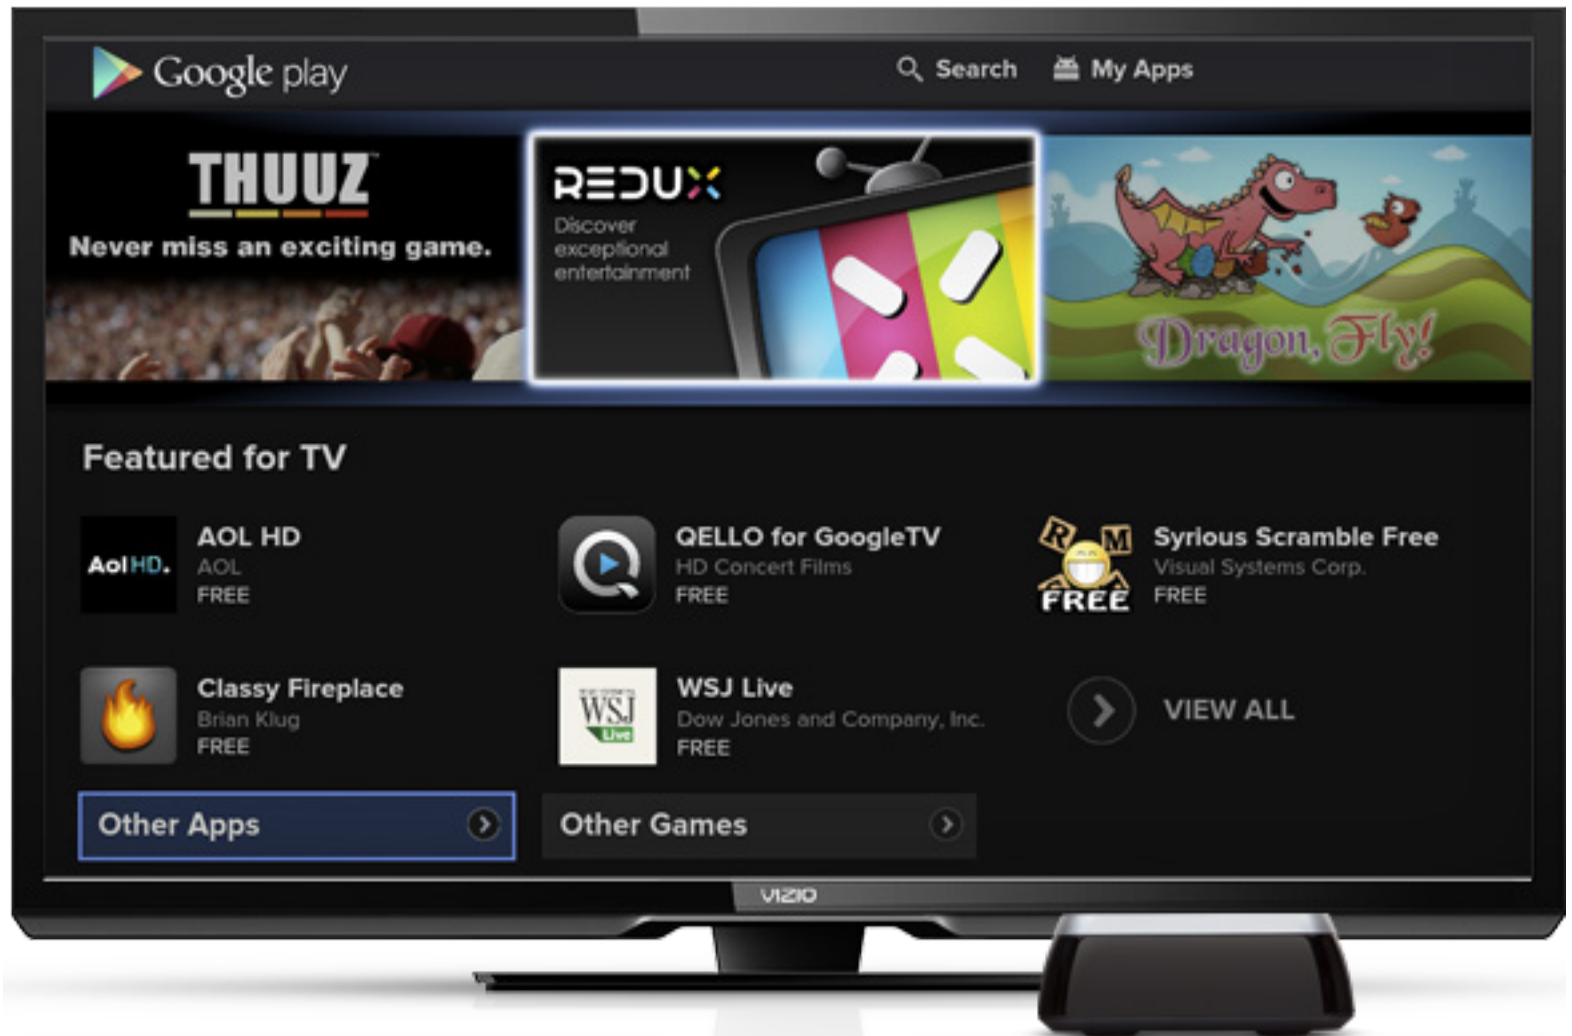 Google play
Search
My Apps
THUUZ
Never miss an exciting game.
REDUX
Discover
exceptional
entertainment
Dragon, Fly!
Featured for TV
AolHD.
AOL HD
AOL
FREE
QELLO for GoogleTV
HD Concert Films
FREE
R M
FREE
Syrious Scramble Free
Visual Systems Corp.
FREE
Classy Fireplace
Brian Klug
FREE
WSJ
Live
WSJ Live
Dow Jones and Company, Inc.
FREE
VIEW ALL
Other Apps
Other Games
VIZIO